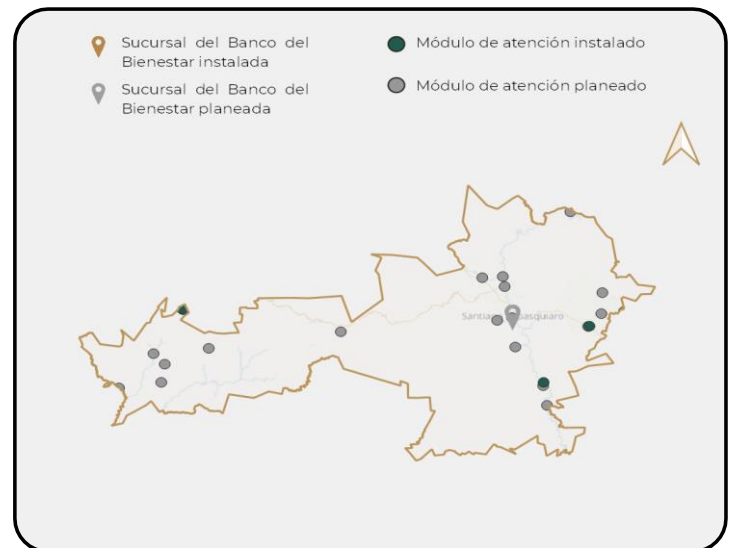 Sucursal del Banco del
Bienestar instalada
Sucursal del Banco del
Bienestar planeada
Módulo de atención instalado
Módulo de atención planeado